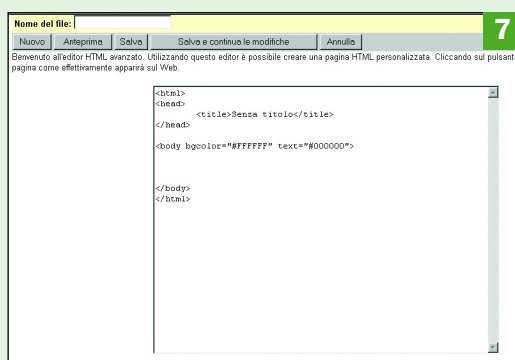 Nome del file:
7
Nuovo Anteprima Salva Salva e continua le modifiche Annulla
Benvenuto all'editor HTML avanzato. Utilizzando questo editor è possibile creare una pagina HTML personalizzata. Cliccando sul pulsant
pagina come effettivamente apparirà sul Web.
<html>
<head>
<title>Senza titolo</title>
</head>
<body bgcolor="#FFFFFF" text="#000000">
</body>
</html>